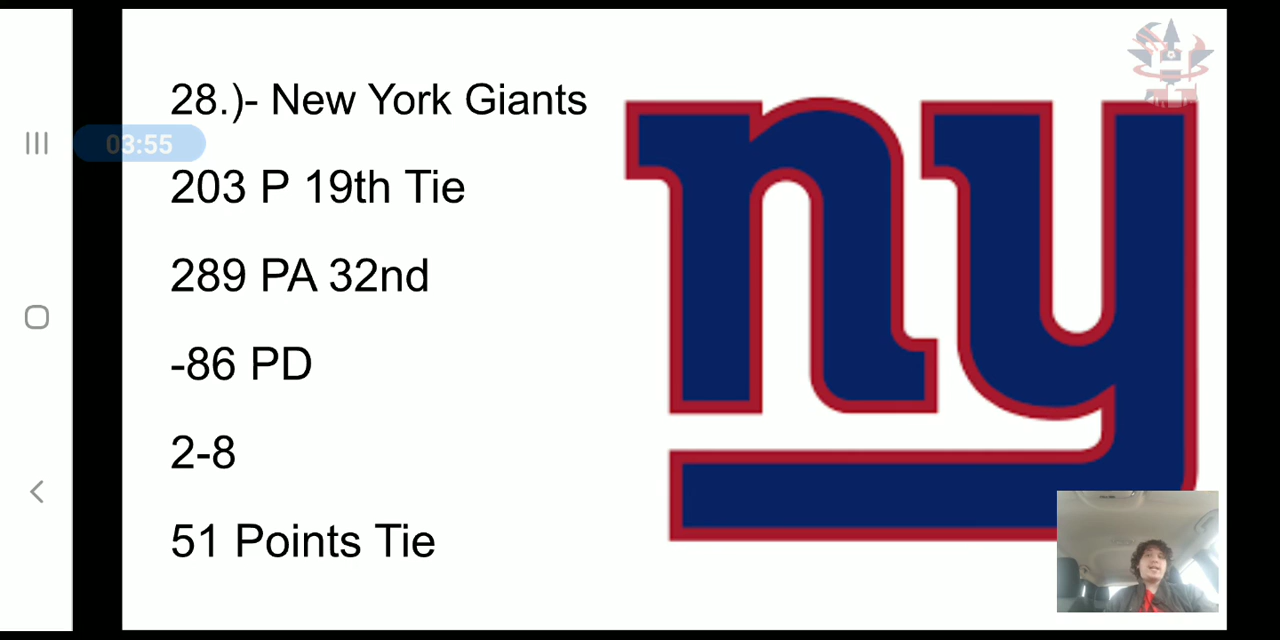 28.)- New York Giants
03:55
203 P 19th Tie
289 PA 32nd
-86 PD
2-8
51 Points Tie
ny